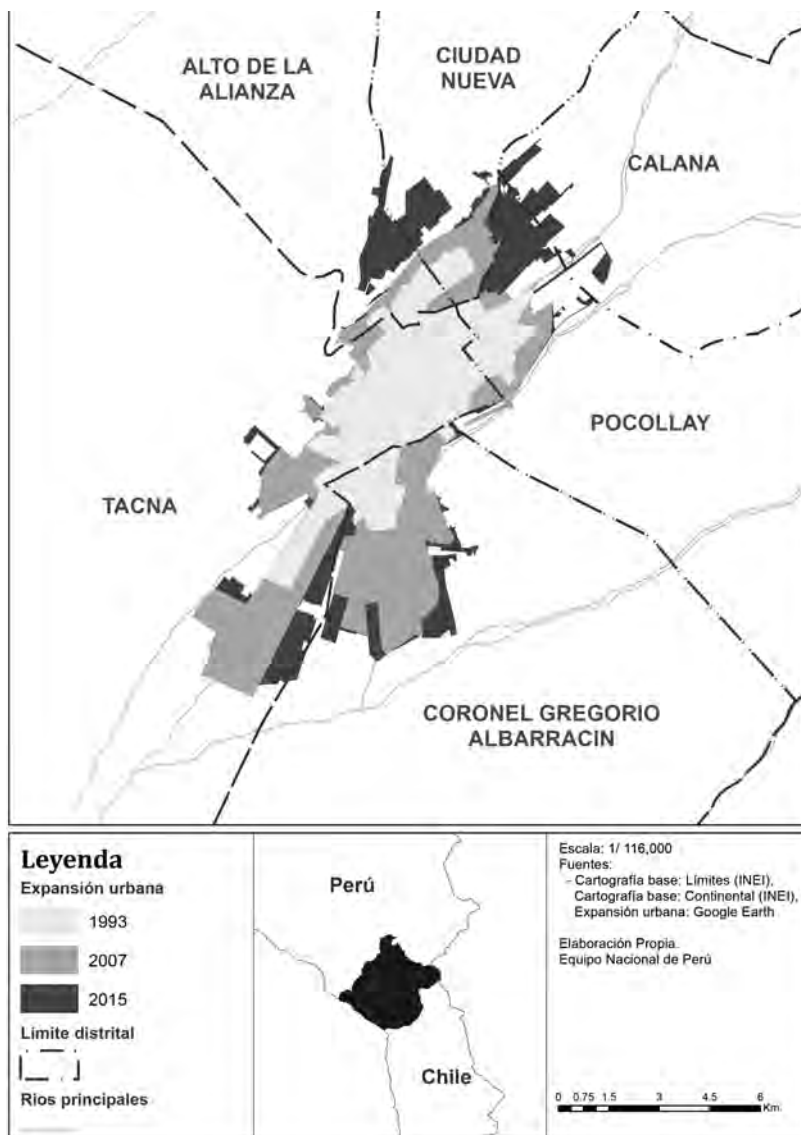 ALTO DE LA
ALIANZA
CIUDAD
NUEVA
CALANA
POCOLLAY
TACNA
CORONEL GREGORIO
ALBARRACIN
Leyenda
Expansión urbana
1993
2007
2015
Límite distrital
Rios principales
Perú
Chile
Escala: 1/ 116,000
Fuentes:
- Cartografía base: Límites (INEI),
Cartografía base: Continental (INEI),
Expansión urbana: Google Earth
Elaboración Propia.
Equipo Nacional de Perú
0 0.75 1.5 3 4.5 6
Km.